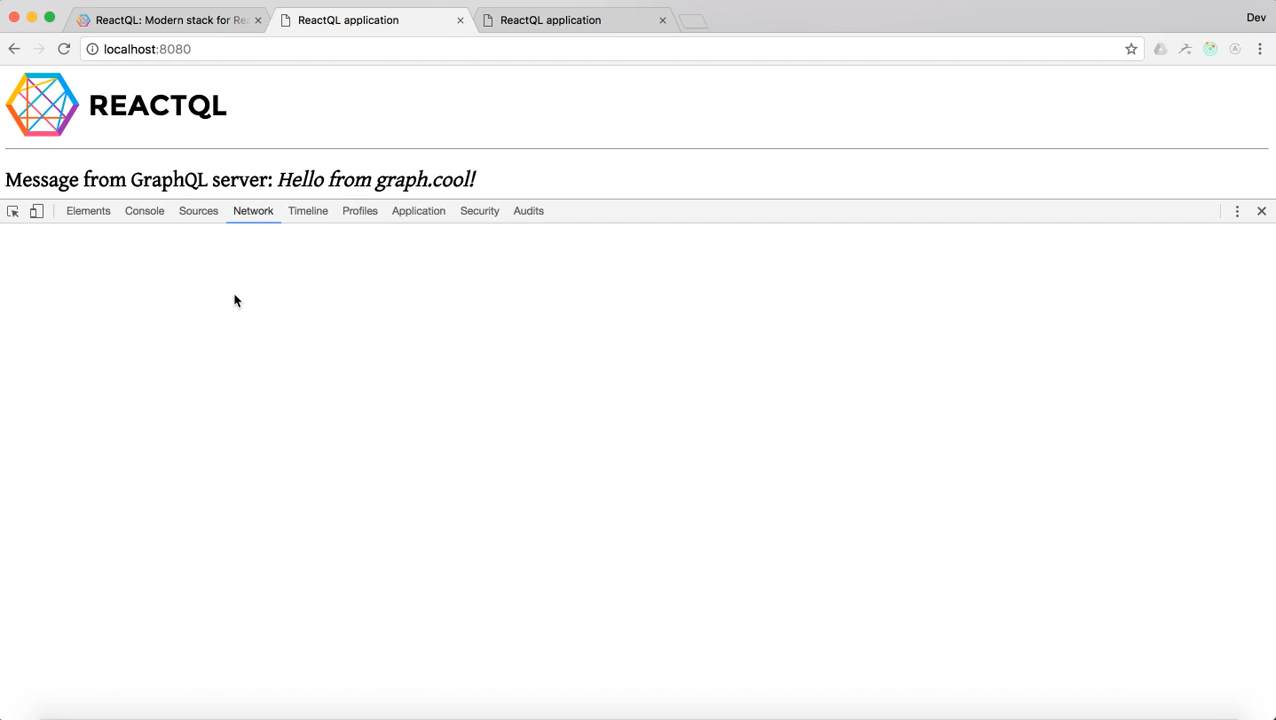 ReactQL: Modern stack for Rea
ReactQL application
ReactQL application
Dev
localhost:8080
REACTQL
Message from GraphQL server: Hello from graph.cool!
Elements Console Sources Network Timeline Profiles Application Security Audits